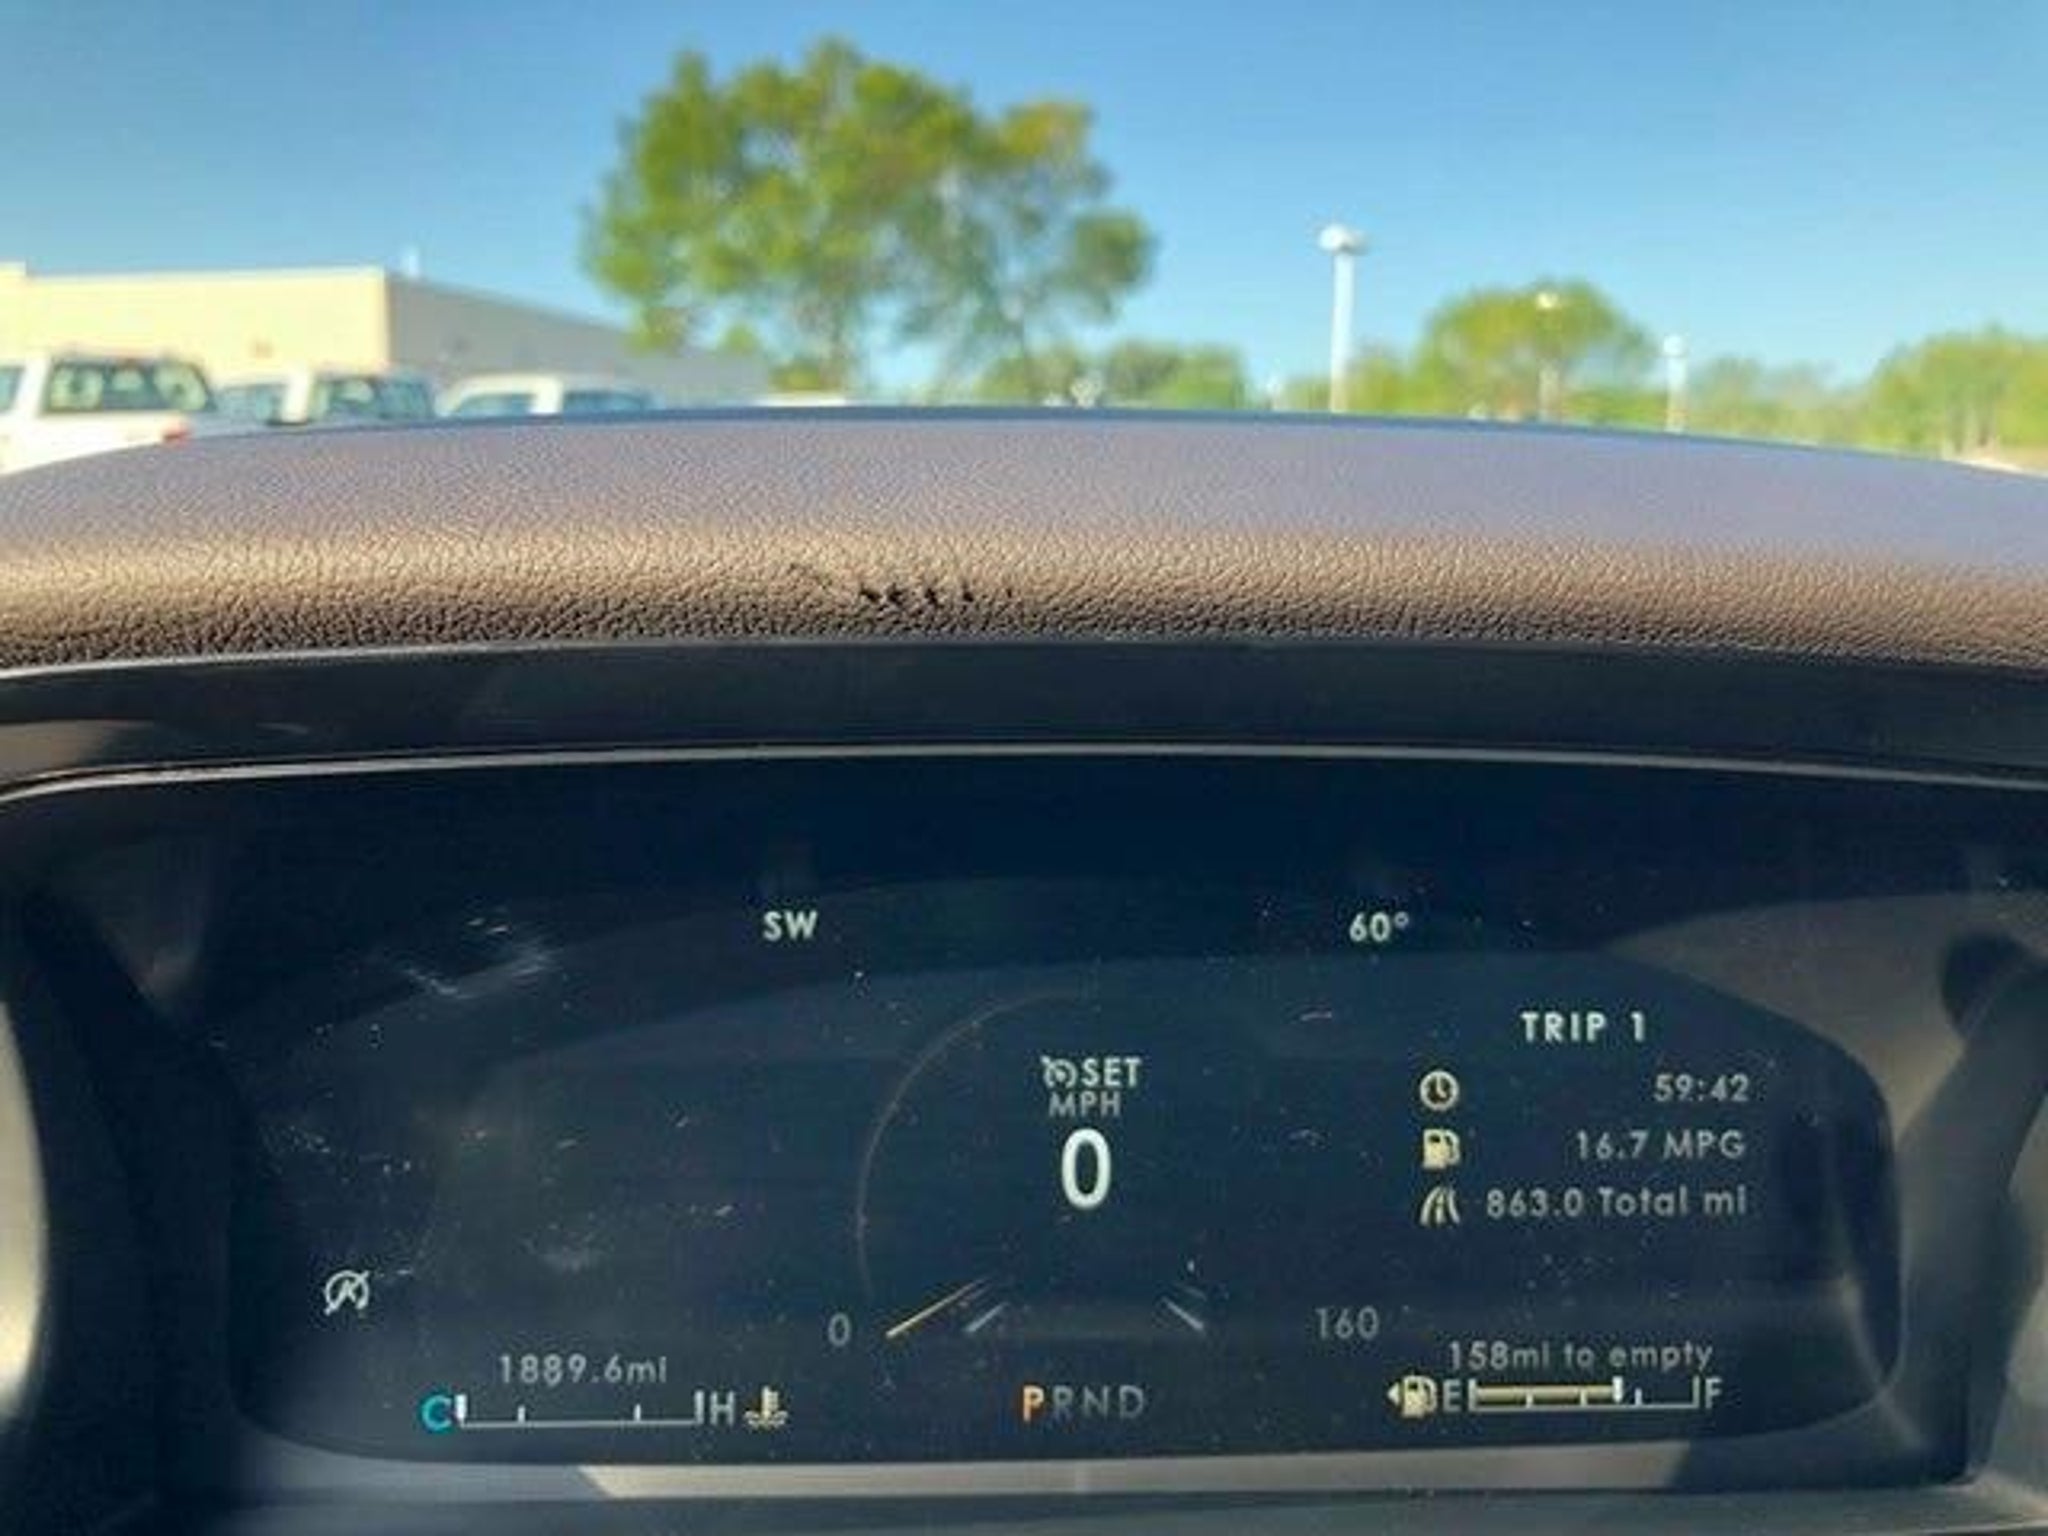 SW
60°
TRIP 1
SET
MPH
59:42
0
16.7 MPG
863.0 Total mi
0
160
1889.6mi
158mi to empty
C H
PRND
E F